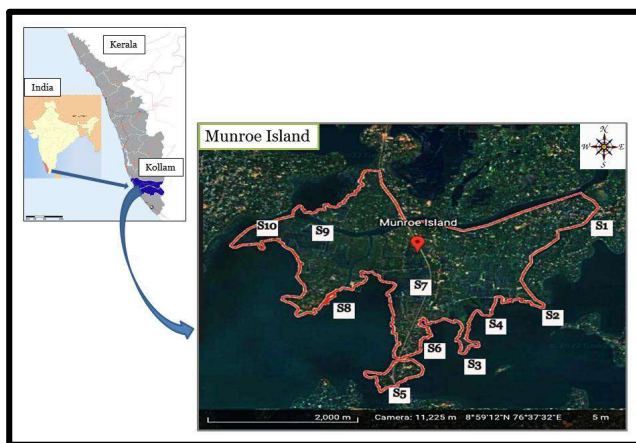 Kerala
India
Kollam
Munroe Island
N
W E
S
Munroe Island
S10
S9
S1
S7
S8
S2
S4
S6
S3
S5
2,000 m Camera: 11,225 m 8°59'12"N 76°37'32"E 5 m